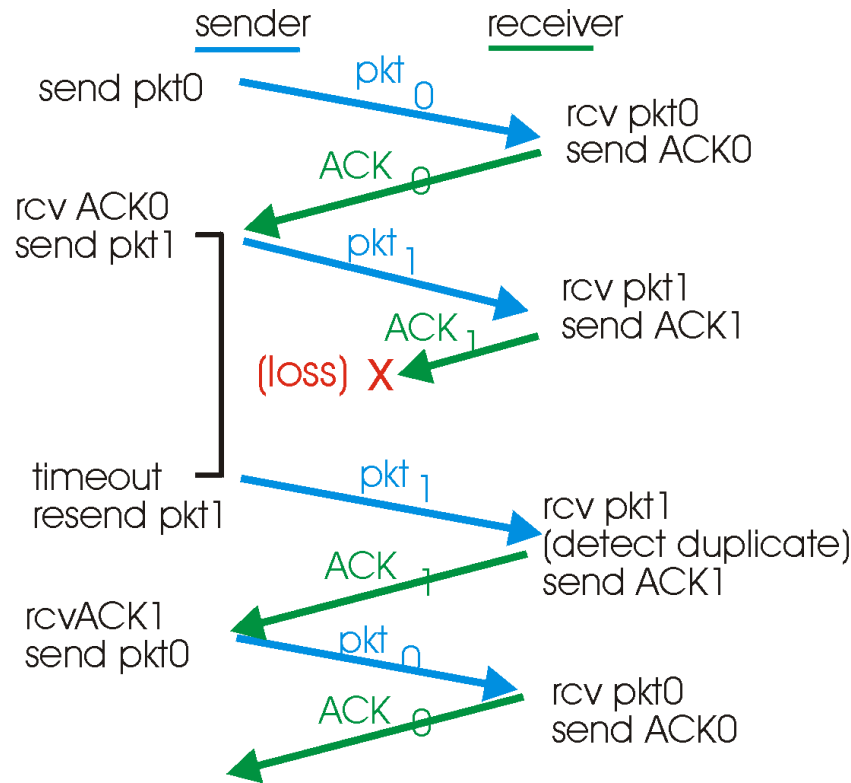 sender
receiver
send pkt0
pkt 0
rcv pkt0
send ACK0
ACK 0
rcv ACK0
send pkt1
pkt 1
rcv pkt1
send ACK1
ACK 1
(loss) X
timeout
resend pkt1
pkt 1
rcv pkt1
(detect duplicate)
send ACK1
ACK 1
rcvACK1
send pkt0
pkt 0
rcv pkt0
send ACK0
ACK 0